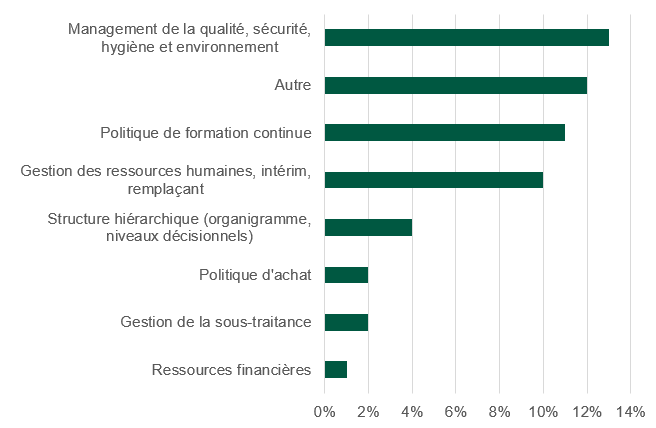 Management de la qualité, sécurité,
hygiène et environnement
Autre
Politique de formation continue
Gestion des ressources humaines, intérim,
remplaçant
Structure hiérarchique (organigramme,
niveaux décisionnels)
Politique d'achat
Gestion de la sous-traitance
Ressources financières
0% 2% 4% 6% 8% 10% 12% 14%